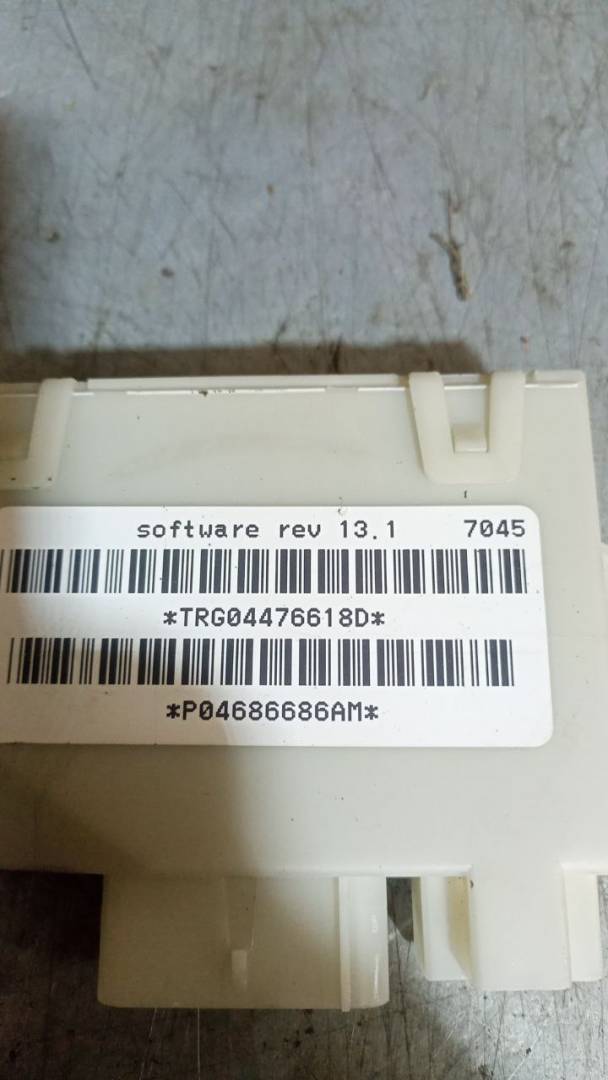 software rev 13.1 7045
*TRG04476618D*
*P04686686AM*